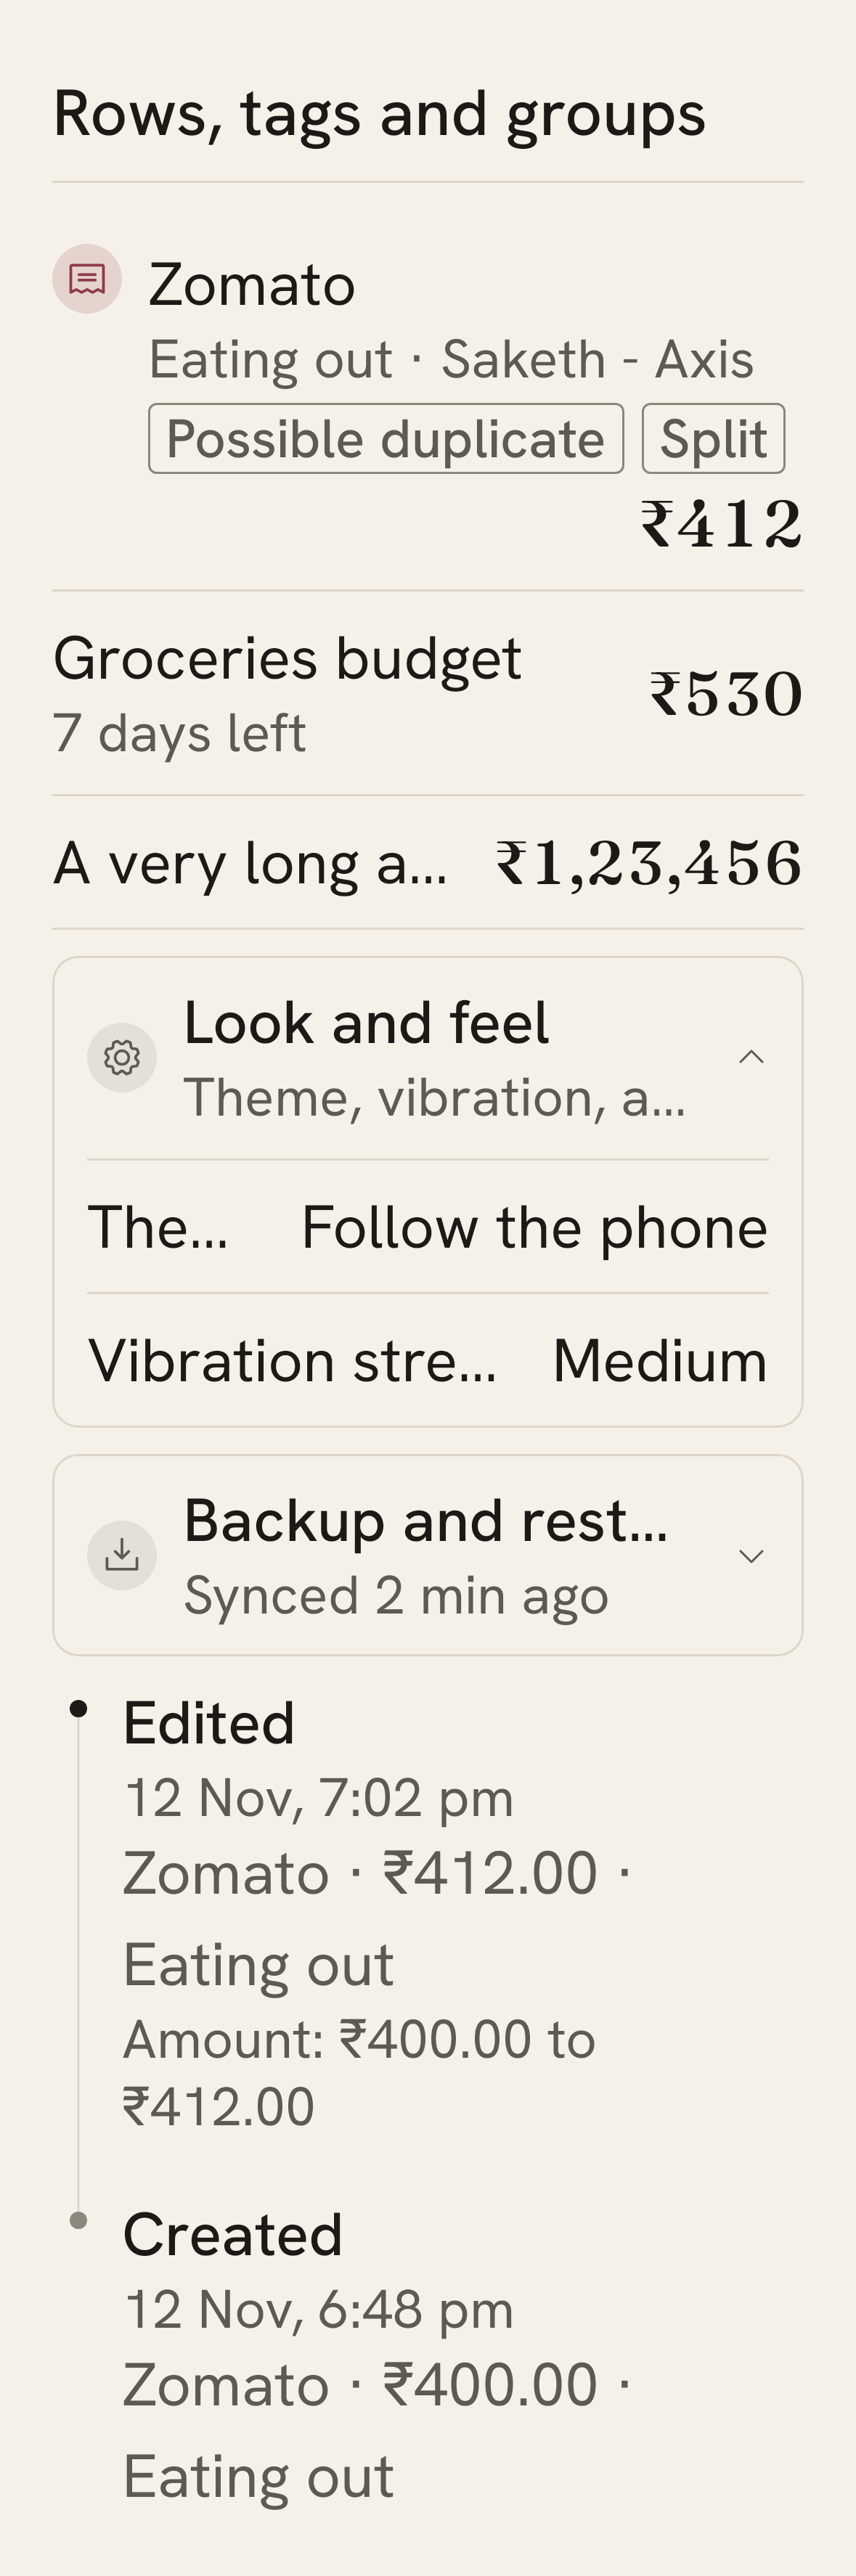 Rows, tags and groups
Zomato
Eating out · Saketh - Axis
Possible duplicate Split
₹412
Groceries budget
₹530
7 days left
A very long a... ₹1,23,456
Look and feel
Theme, vibration, a...
The... Follow the phone
Vibration stre... Medium
Backup and rest...
Synced 2 min ago
Edited
12 Nov, 7:02 pm
Zomato · ₹412.00 ·
Eating out
Amount: ₹400.00 to
₹412.00
Created
12 Nov, 6:48 pm
Zomato · ₹400.00 ·
Eating out